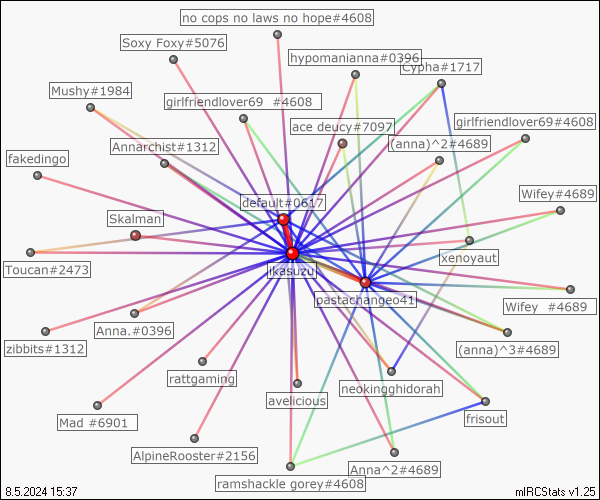 no cops no laws no hope#4608
Soxy Foxy#5076
hypomanianna#0396
Cypha#1717
Mushy#1984
girlfriendlover69  #4608
ace deucy#7097
girlfriendlover69#4608
Annarchist#1312
(anna)^2#4689
fakedingo
Wifey#4689
default#0617
Skalman
xenoyaut
Toucan#2473
ikasuzu
pastachangeo41
Wifey  #4689
Anna.#0396
zibbits#1312
(anna)^3#4689
rattgaming
neokingghidorah
avelicious
Mad #6901
frisout
AlpineRooster#2156
Anna^2#4689
ramshackle gorey#4608
8.5.2024 15:37
mIRCStats v1.25